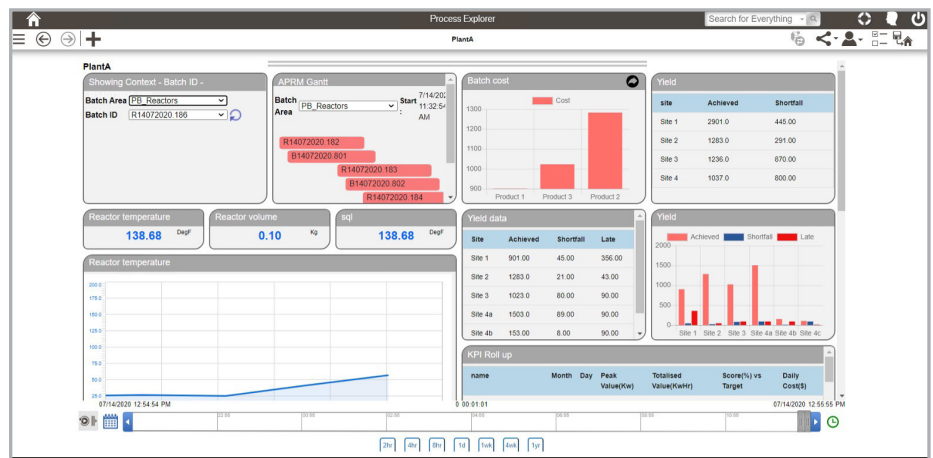 Process Explorer
Search for Everything
PlantA
PlantA
Showing Context - Batch ID -
Batch Area PB_Reactors
Batch ID R14072020.186
APRM Gantt
Batch Area PB_Reactors Start : 7/14/202 11:32:54 AM
R14072020.182
B14072020.801
R14072020.183
B14072020.802
R14072020.184
Batch cost
Cost
1300
1200
1100
1000
900
Product 1 Product 3 Product 2
Yield
site Achieved Shortfall
Site 1 2901.0 445.00
Site 2 1283.0 291.00
Site 3 1236.0 870.00
Site 4 1037.0 800.00
Reactor temperature
138.68 DegF
Reactor volume
0.10 Kg
sql
138.68 DegF
Yield data
Site Achieved Shortfall Late
Site 1 901.00 45.00 356.00
Site 2 1283.0 21.00 43.00
Site 3 1023.0 80.00 90.00
Site 4a 1503.0 89.00 90.00
Site 4b 153.00 8.00 90.00
Yield
Achieved Shortfall Late
2000
1500
1000
500
0
Site 1 Site 2 Site 3 Site 4a Site 4b Site 4c
Reactor temperature
200.0
175.0
150.0
125.0
100.0
75.0
50.0
25.0
KPI Roll up
name Month Day Peak Value(Kw) Totalised Value(KwHr) Score(%) vs Target Daily Cost($)
07/14/2020 12:54:54 PM
0 00:01:01
07/14/2020 12:55:55 PM
2hr 4hr 8hr 1d 1wk 4wk 1yr